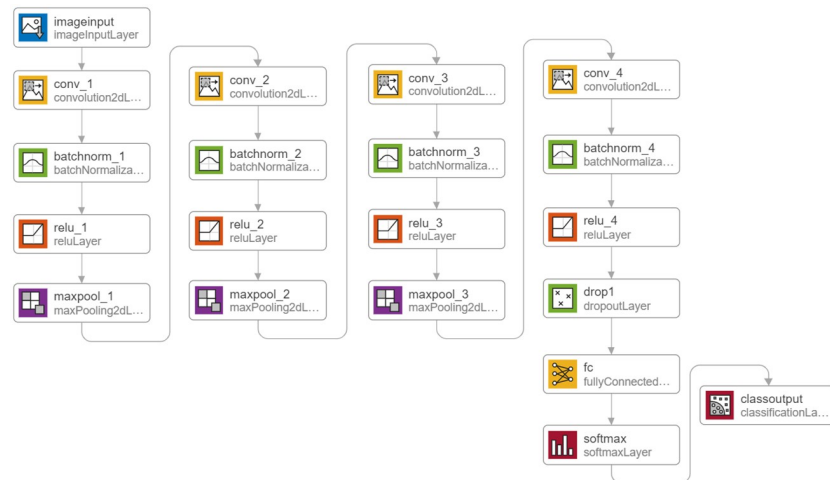 imageinput
imageInputLayer
conv_1
convolution2dL...
batchnorm_1
batchNormaliza...
relu_1
reluLayer
maxpool_1
maxPooling2dL...
conv_2
convolution2dL...
batchnorm_2
batchNormaliza...
relu_2
reluLayer
maxpool_2
maxPooling2dL...
conv_3
convolution2dL...
batchnorm_3
batchNormaliza...
relu_3
reluLayer
maxpool_3
maxPooling2dL...
conv_4
convolution2dL...
batchnorm_4
batchNormaliza...
relu_4
reluLayer
drop1
dropoutLayer
fc
fullyConnected...
softmax
softmaxLayer
classoutput
classificationLa...